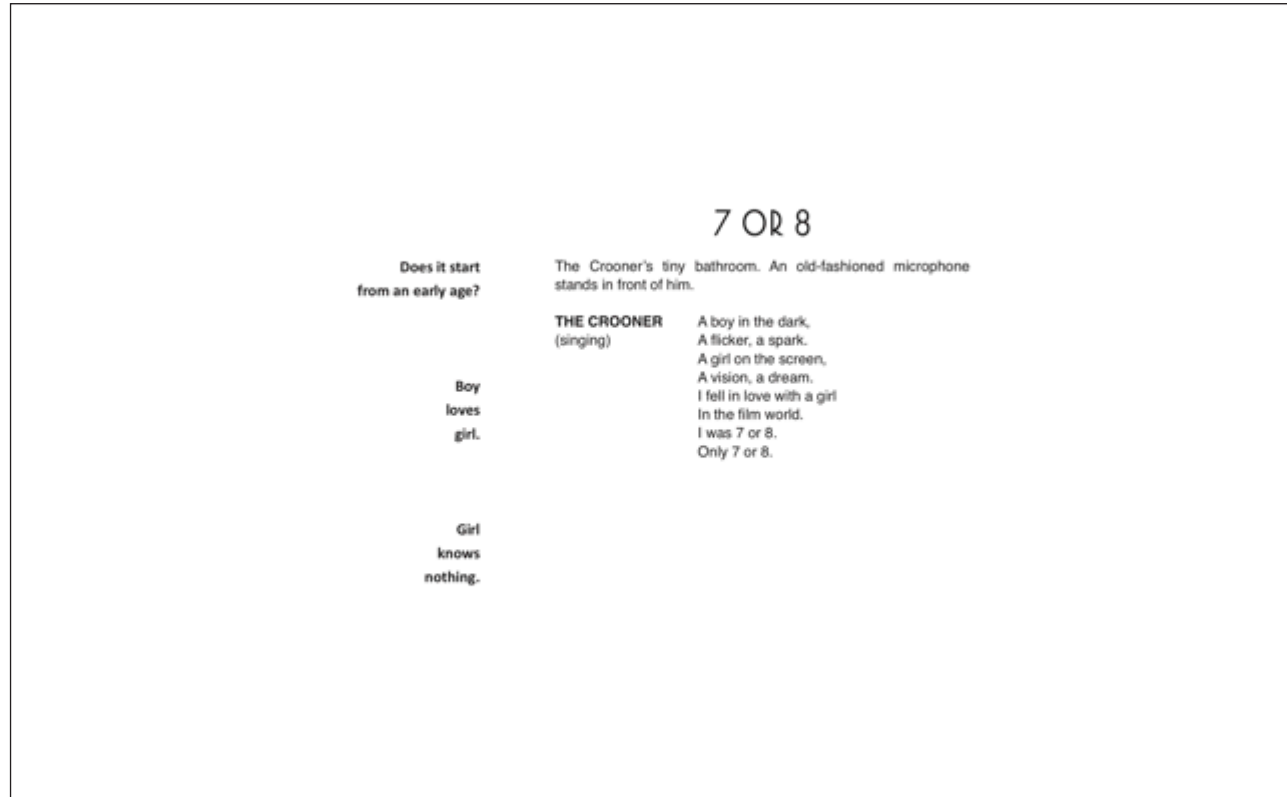 7 OR 8
Does it start
from an early age?
Boy
loves
girl.
Girl
knows
nothing.
The Crooner's tiny bathroom. An old-fashioned microphone
stands in front of him.
THE CROONER
(singing)
A boy in the dark,
A flicker, a spark.
A girl on the screen,
A vision, a dream.
I fell in love with a girl
In the film world.
I was 7 or 8.
Only 7 or 8.